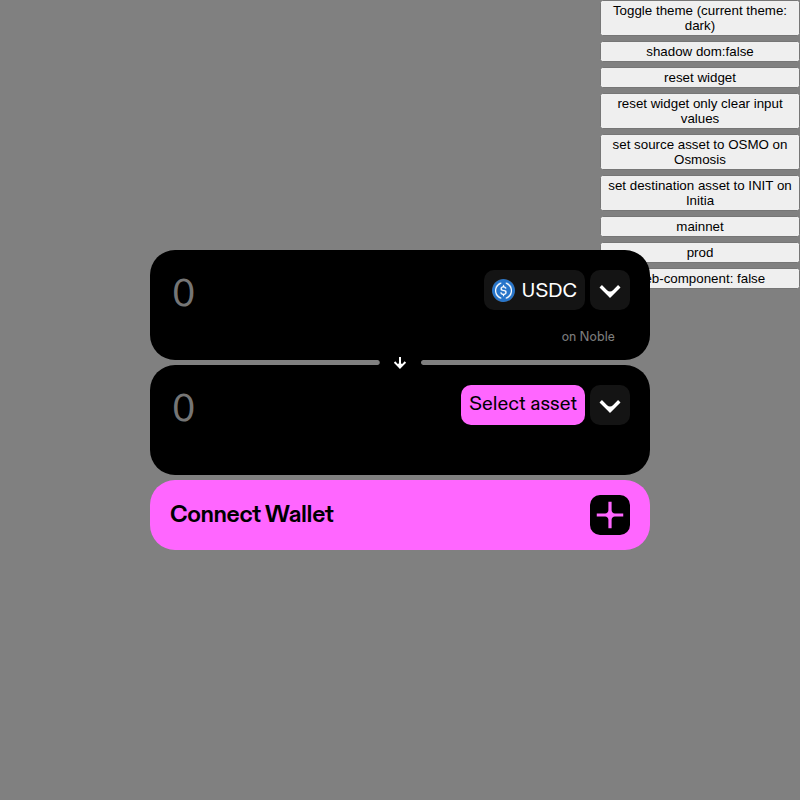 Toggle theme (current theme:
dark)
shadow dom:false
reset widget
reset widget only clear input
values
set source asset to OSMO on
Osmosis
set destination asset to INIT on
Initia
mainnet
prod
eb-component: false
0
USDC
on Noble
0
Select asset
Connect Wallet